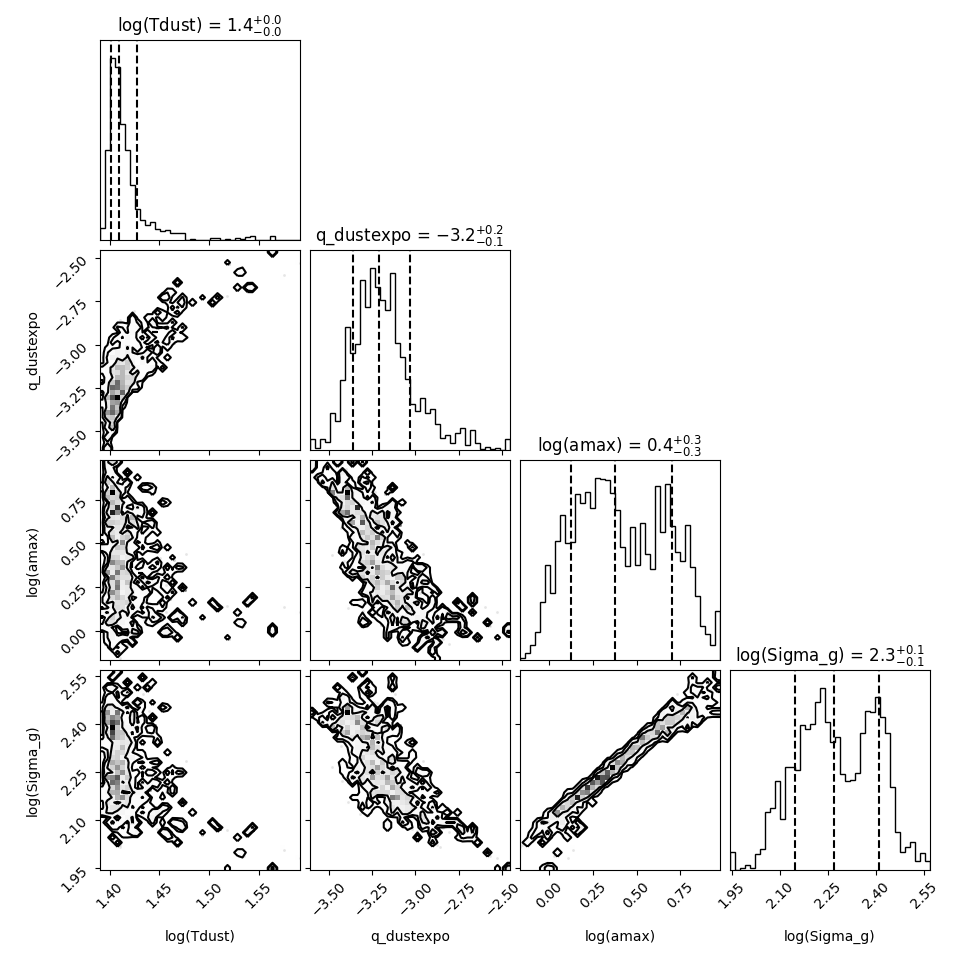 log(Tdust) = 1.4+0.0−0.0
q_dustexpo = −3.2+0.2−0.1
−2.50
−2.75
−3.00
−3.25
−3.50
q_dustexpo
log(amax) = 0.4+0.3−0.3
0.75
0.50
0.25
0.00
log(amax)
log(Sigma_g) = 2.3+0.1−0.1
2.55
2.40
2.25
2.10
1.95
log(Sigma_g)
1.40 1.45 1.50 1.55
−3.50 −3.25 −3.00 −2.75 −2.50
0.00 0.25 0.50 0.75
1.95 2.10 2.25 2.40 2.55
log(Tdust)
q_dustexpo
log(amax)
log(Sigma_g)